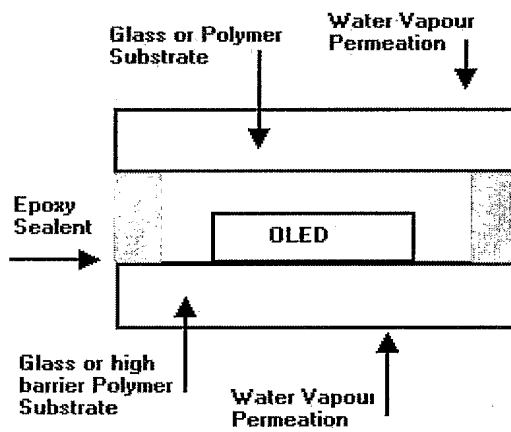 Glass or Polymer
Substrate
Water Vapour
Permeation
Epoxy
Sealent
OLED
Glass or high
barrier Polymer
Substrate
Water Vapour
Permeation